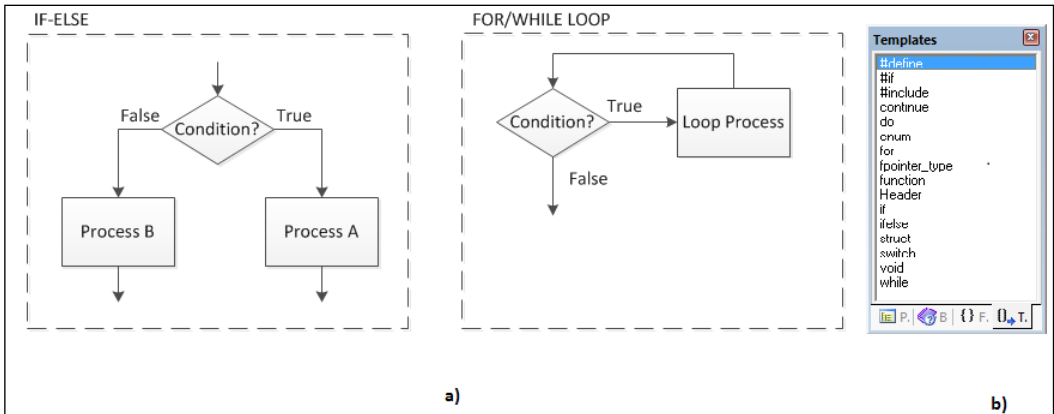 IF-ELSE
False
True
Condition?
Process B
Process A
FOR/WHILE LOOP
Condition?
True
Loop Process
False
a)
Templates
#define
#if
#include
continue
do
enum
for
fpointer_type
function
Header
if
ifelse
struct
switch
void
while
P.
B
{} F.
T.
b)